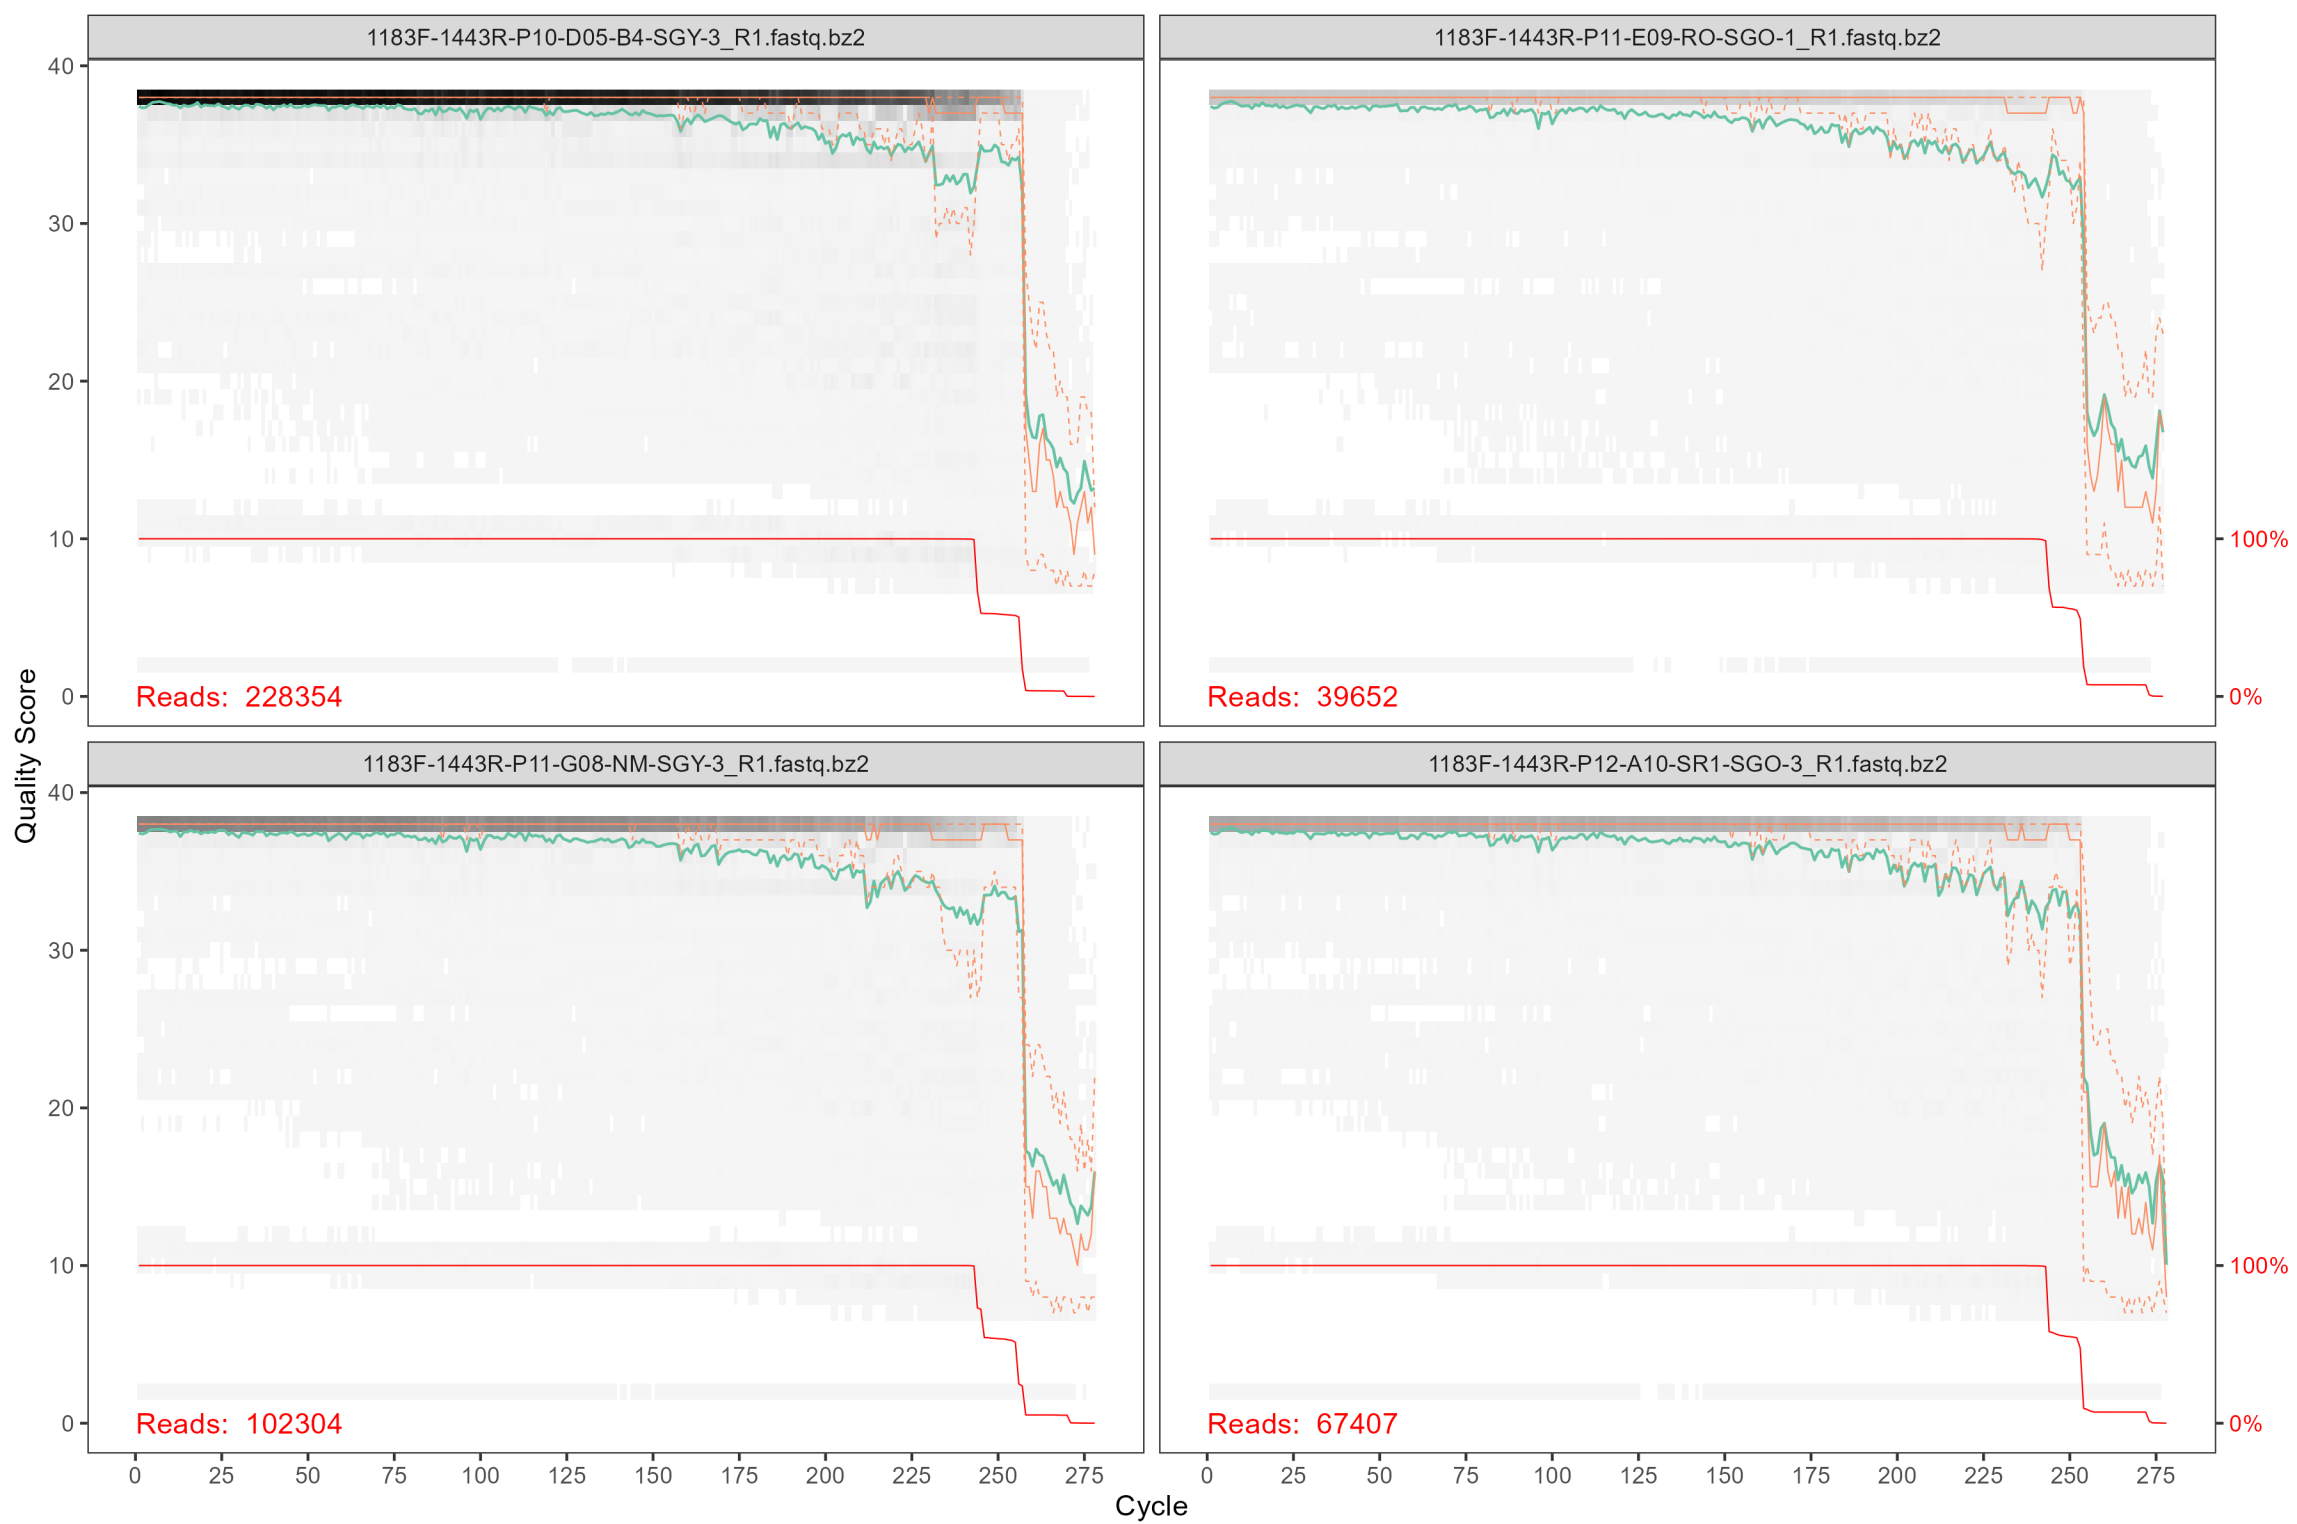 1183F-1443R-P10-D05-B4-SGY-3_R1.fastq.bz2
1183F-1443R-P11-E09-RO-SGO-1_R1.fastq.bz2
40
30
20
10
0
100%
0%
Reads: 228354
Reads: 39652
Quality Score
1183F-1443R-P11-G08-NM-SGY-3_R1.fastq.bz2
1183F-1443R-P12-A10-SR1-SGO-3_R1.fastq.bz2
40
30
20
10
0
100%
0%
Reads: 102304
Reads: 67407
0 25 50 75 100 125 150 175 200 225 250 275
0 25 50 75 100 125 150 175 200 225 250 275
Cycle